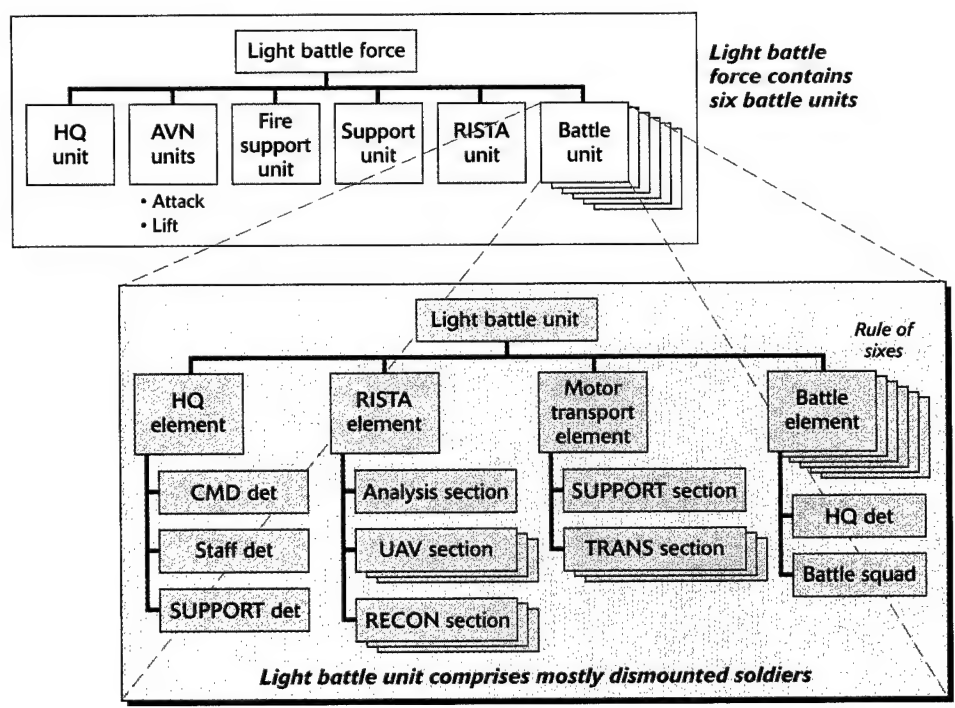 Light battle force
Light battle
force contains
six battle units
HQ
unit
AVN
units
Fire
support
unit
Support
unit
RISTA
unit
Battle
unit
• Attack
• Lift
Light battle unit
Rule of
sixes
HQ
element
RISTA
element
Motor
transport
element
Battle
element
CMD det
Staff det
SUPPORT det
Analysis section
UAV section
RECON section
SUPPORT section
TRANS section
HQ det
Battle squad
Light battle unit comprises mostly dismounted soldiers